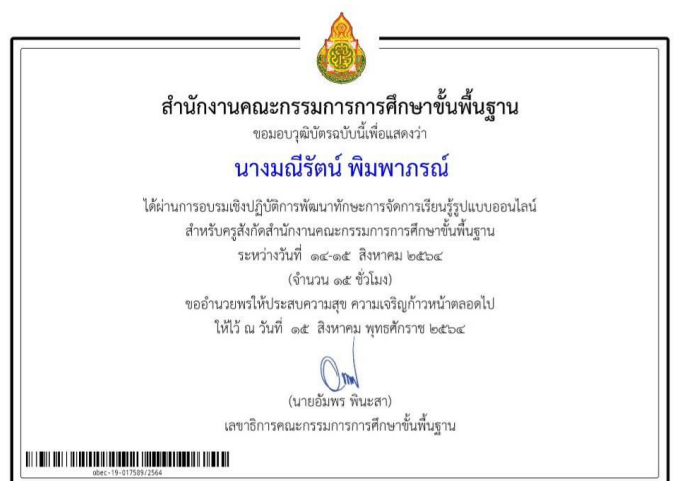 สำนักงานคณะกรรมการการศึกษาขั้นพื้นฐาน
ขอมอบวุฒิบัตรฉบับนี้เพื่อแสดงว่า
นางมณีรัตน์ พิมพาภรณ์
ได้ผ่านการอบรมเชิงปฏิบัติการพัฒนาทักษะการจัดการเรียนรู้รูปแบบออนไลน์
สำหรับครูสังกัดสำนักงานคณะกรรมการการศึกษาขั้นพื้นฐาน
ระหว่างวันที่ ๑๔-๑๕ สิงหาคม ๒๕๖๔
(จำนวน ๑๕ ชั่วโมง)
ขออำนวยพรให้ประสบความสุข ความเจริญก้าวหน้าตลอดไป
ให้ไว้ ณ วันที่ ๑๕ สิงหาคม พุทธศักราช ๒๕๖๔
(นายอัมพร พินะสา)
เลขาธิการคณะกรรมการการศึกษาขั้นพื้นฐาน
obec-19-017589/2564